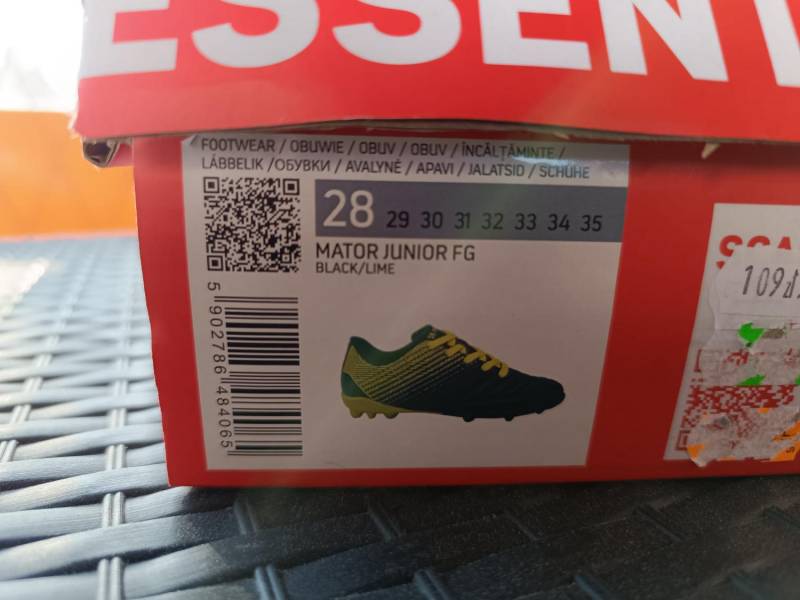 ESSENT
FOOTWEAR / OBUWIE / OBUV / OBUV / ÎNCĂLȚĂMINTE /
LÁBBELIK / ОБУВКИ / AVALYNĖ / APAVI / JALATSID / SCHUHE
28 29 30 31 32 33 34 35
MATOR JUNIOR FG
BLACK/LIME
5 902786 484065
109